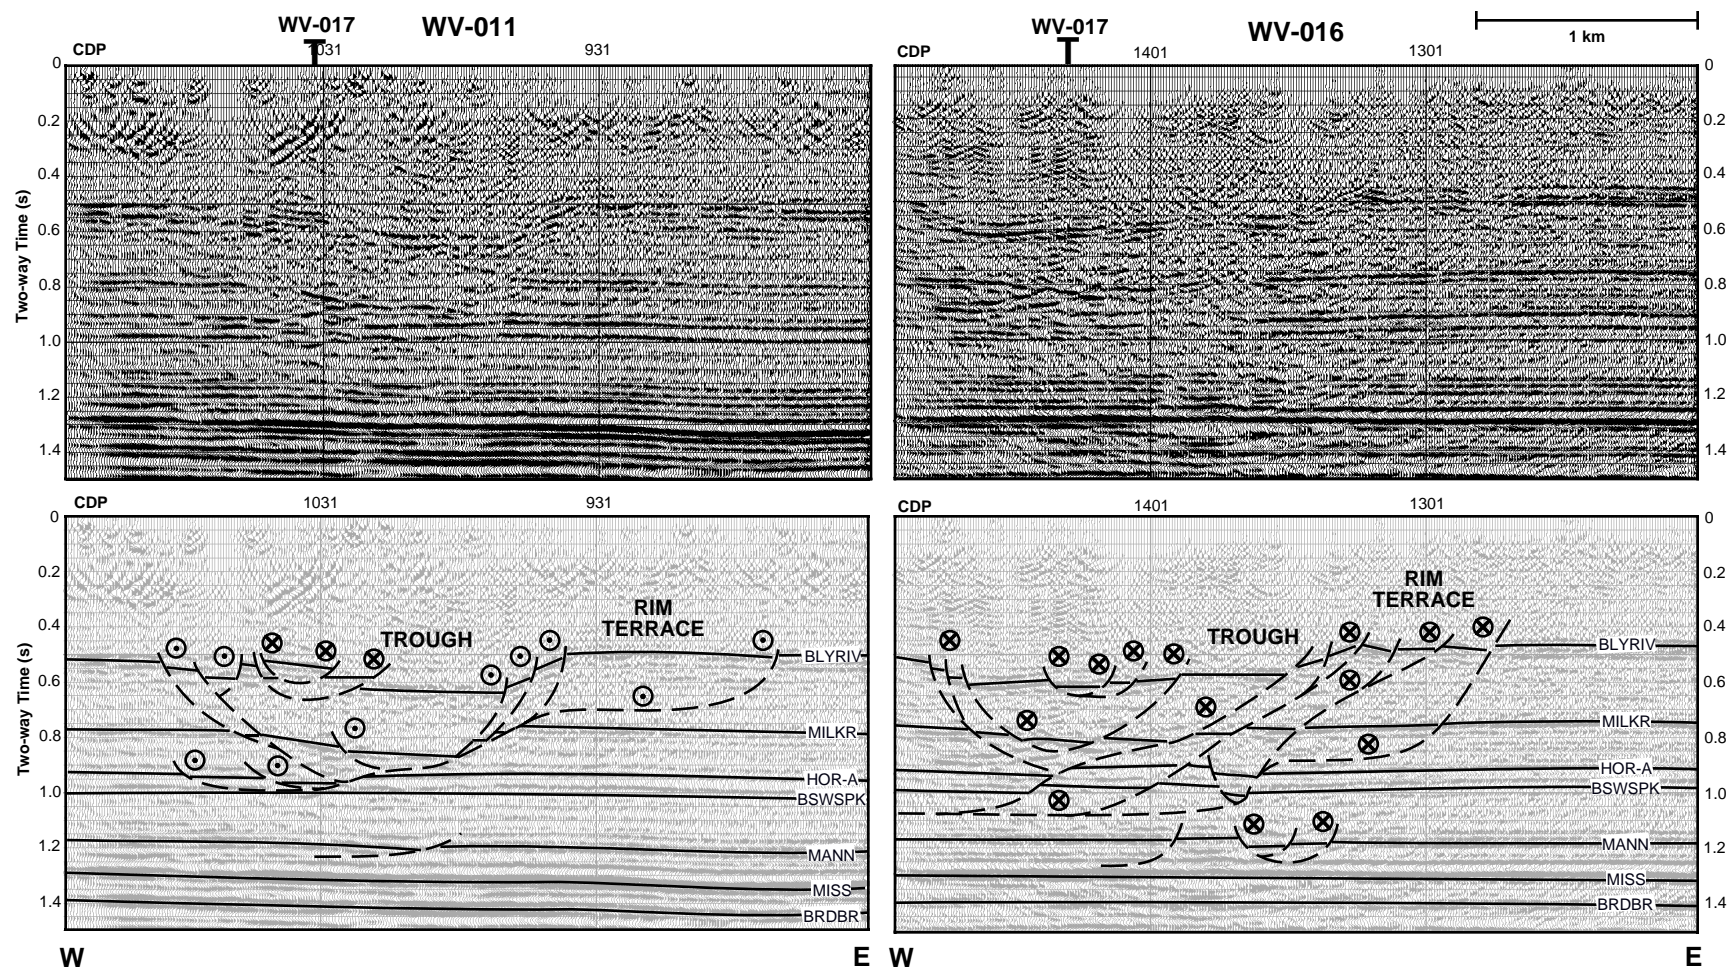 WV-017
WV-011
CDP
1031
931
0
0.2
0.4
0.6
0.8
1.0
1.2
1.4
Two-way Time (s)
WV-017
WV-016
1 km
CDP
1401
1301
0
0.2
0.4
0.6
0.8
1.0
1.2
1.4
CDP
1031
931
0
0.2
0.4
0.6
0.8
1.0
1.2
1.4
Two-way Time (s)
TROUGH
RIM
TERRACE
BLYRIV
MILKR
HOR-A
BSWSPK
MANN
MISS
BRDBR
W
E
CDP
1401
1301
0
0.2
0.4
0.6
0.8
1.0
1.2
1.4
RIM
TERRACE
TROUGH
BLYRIV
MILKR
HOR-A
BSWSPK
MANN
MISS
BRDBR
W
E